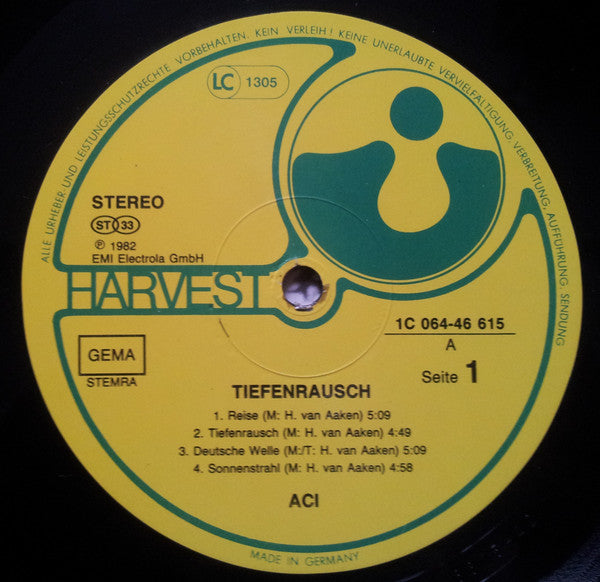 ALLE URHEBER- UND LEISTUNGSSCHUTZRECHTE VORBEHALTEN. KEIN VERLEIH! KEINE UNERLAUBTE VERVIELFÄLTIGUNG, VERBREITUNG, AUFFÜHRUNG, SENDUNG
LC 1305
STEREO
ST 33
℗ 1982
EMI Electrola GmbH
HARVEST
1C 064-46 615
A
Seite 1
GEMA
STEMRA
TIEFENRAUSCH
1. Reise (M: H. van Aaken) 5:09
2. Tiefenrausch (M: H. van Aaken) 4:49
3. Deutsche Welle (M:/T: H. van Aaken) 5:09
4. Sonnenstrahl (M: H. van Aaken) 4:58
ACI
MADE IN GERMANY